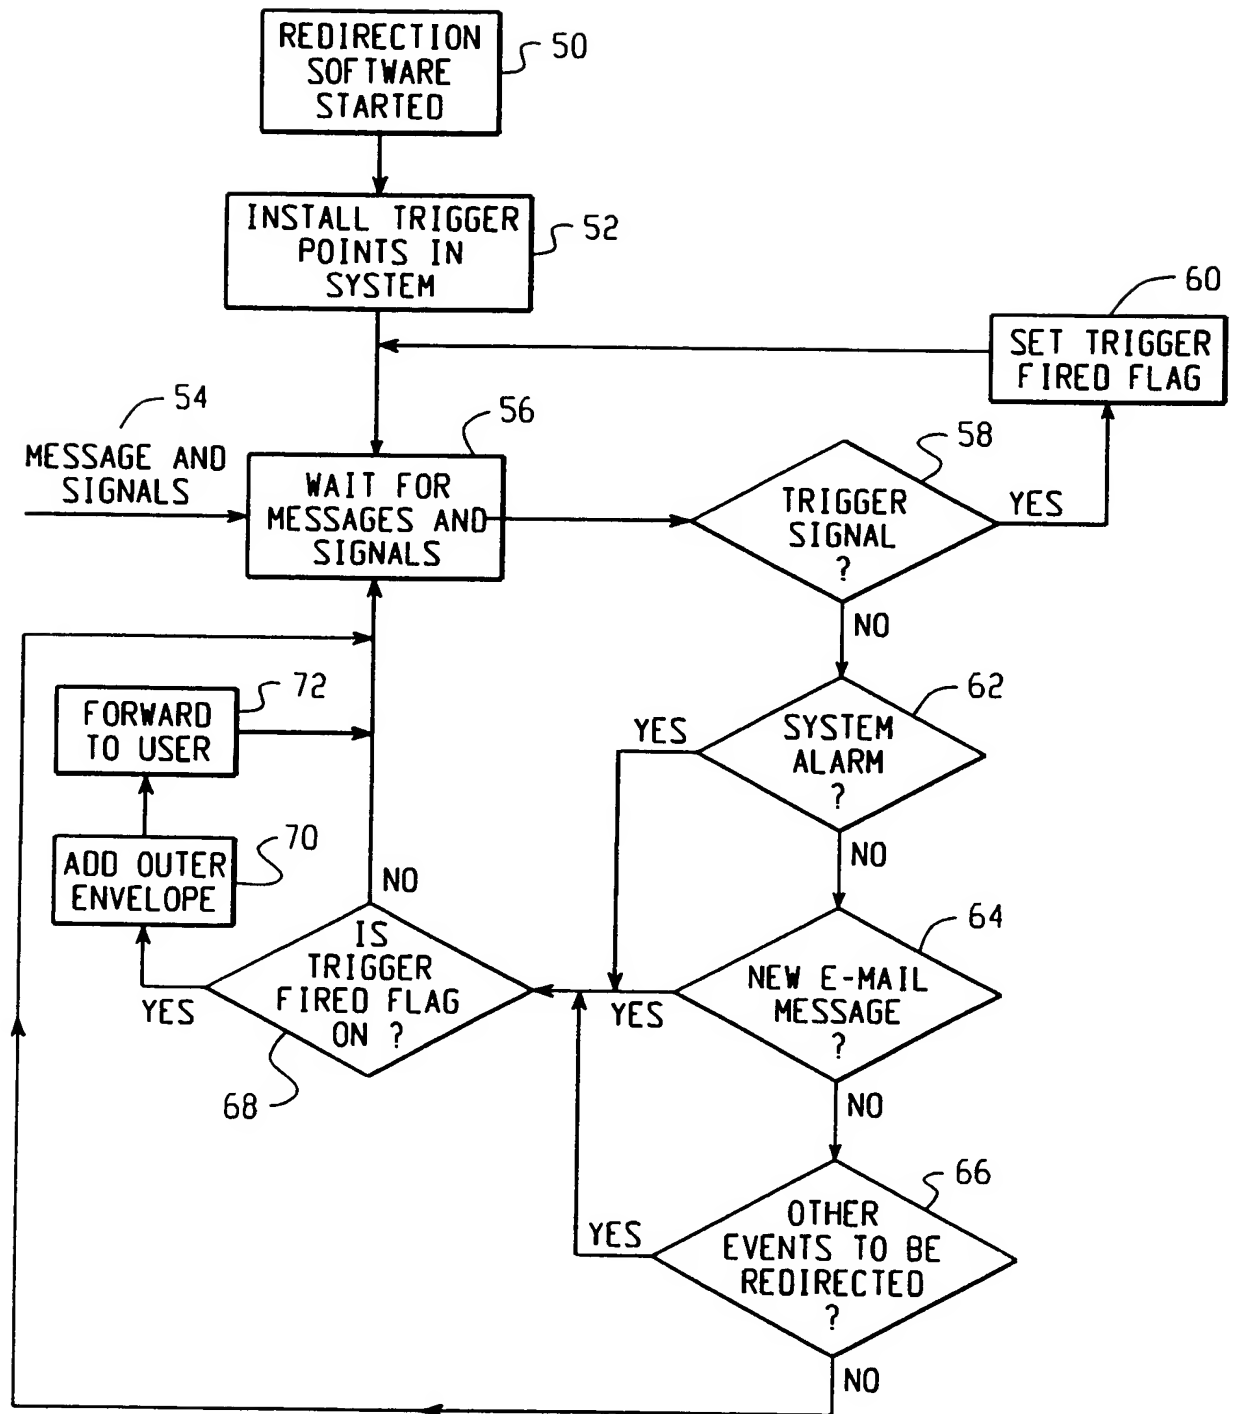 REDIRECTION
SOFTWARE
STARTED
50
INSTALL TRIGGER
POINTS IN
SYSTEM
52
60
SET TRIGGER
FIRED FLAG
54
MESSAGE AND
SIGNALS
56
WAIT FOR
MESSAGES AND
SIGNALS
58
TRIGGER
SIGNAL
?
YES
NO
62
SYSTEM
ALARM
?
YES
NO
72
FORWARD
TO USER
70
ADD OUTER
ENVELOPE
NO
IS
TRIGGER
FIRED FLAG
ON ?
YES
68
64
NEW E-MAIL
MESSAGE
?
YES
NO
66
OTHER
EVENTS TO BE
REDIRECTED
?
YES
NO